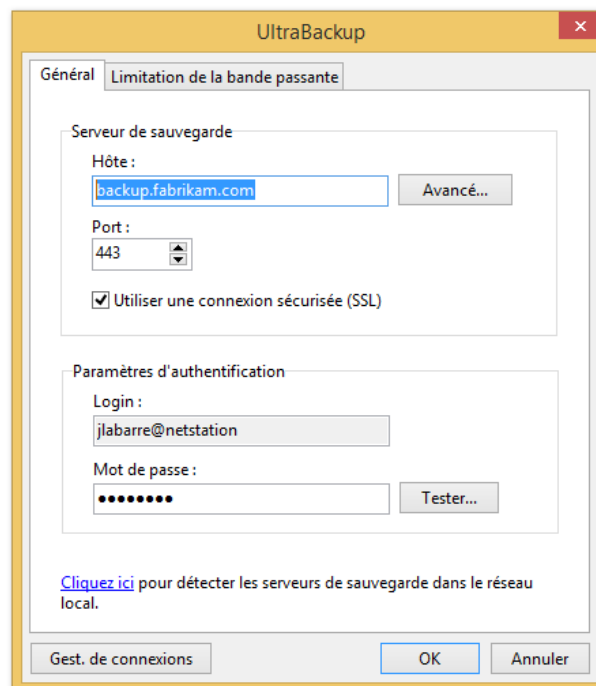 UltraBackup
Général
Limitation de la bande passante
Serveur de sauvegarde
Hôte :
backup.fabrikam.com
Avancé...
Port :
443
Utiliser une connexion sécurisée (SSL)
Paramètres d'authentification
Login :
jlabarre@netstation
Mot de passe :
●●●●●●●●
Tester...
Cliquez ici pour détecter les serveurs de sauvegarde dans le réseau
local.
Gest. de connexions
OK
Annuler